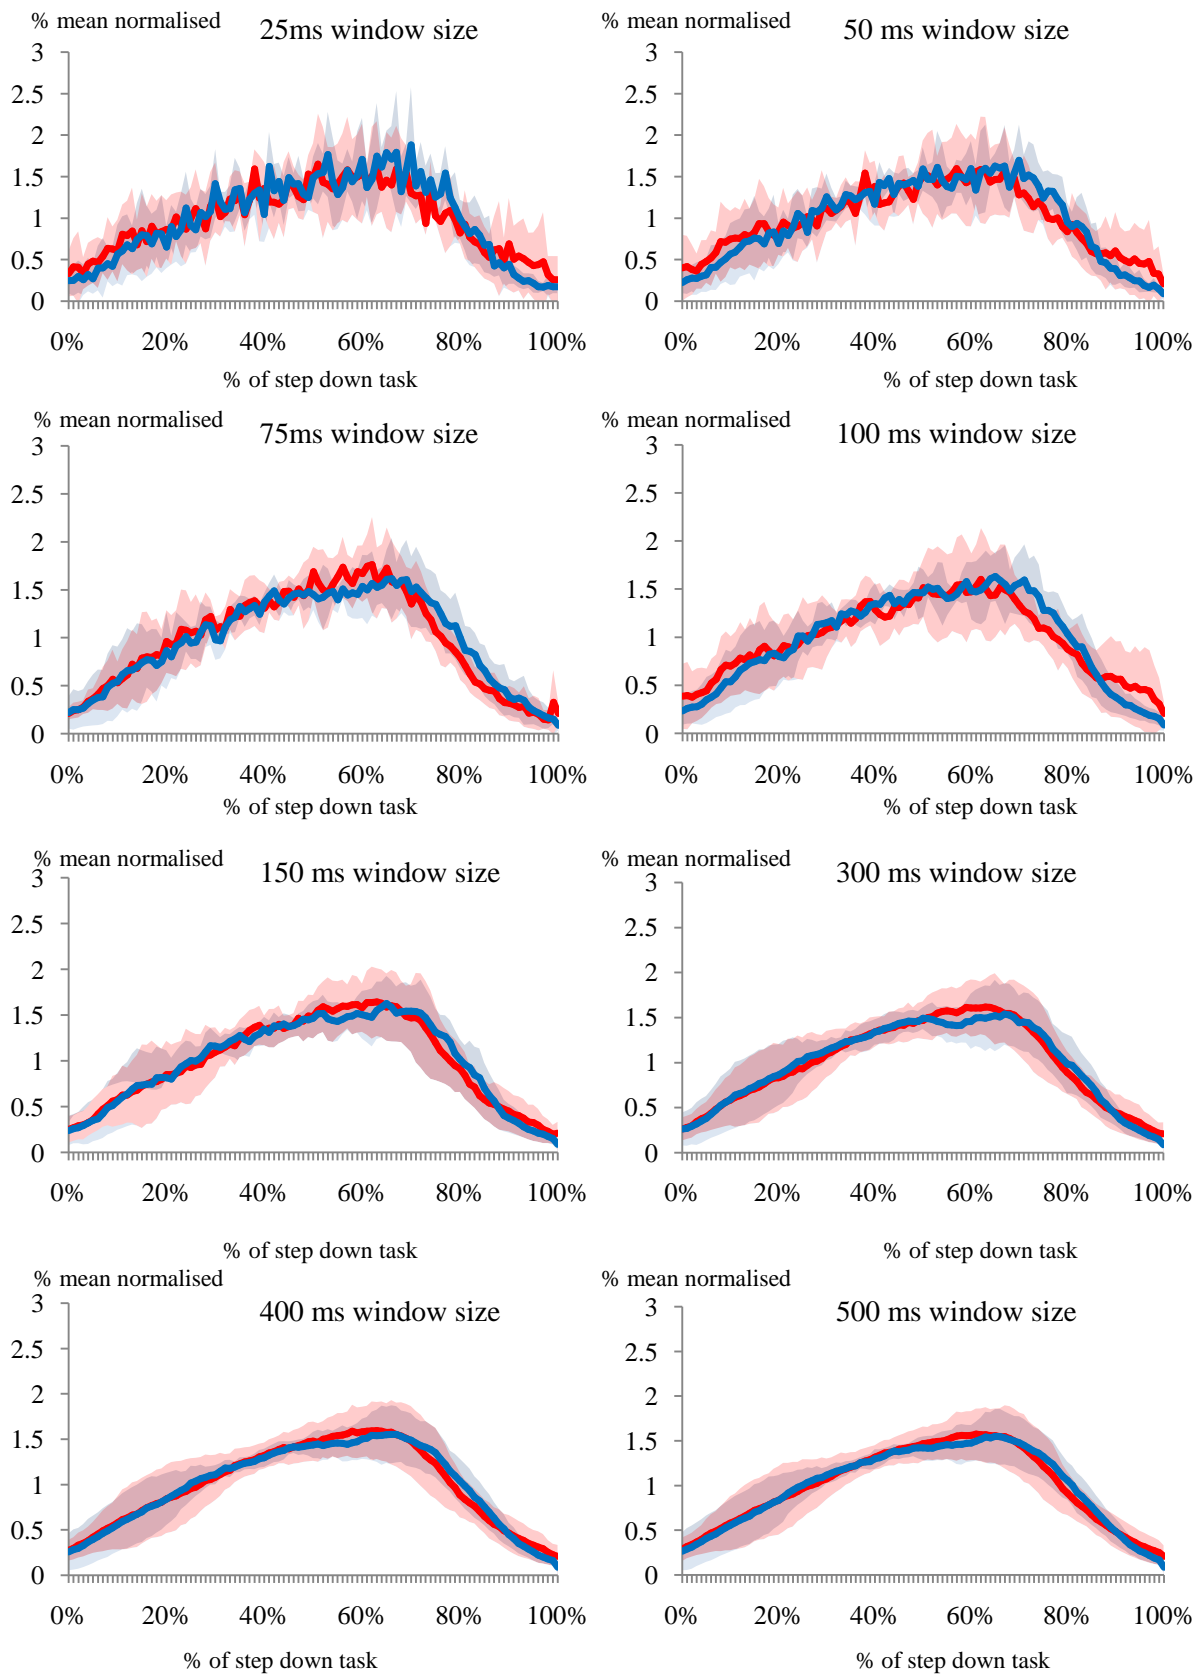 % mean normalised
25ms window size
3
2.5
2
1.5
1
0.5
0
0% 20% 40% 60% 80% 100%
% of step down task
% mean normalised
50 ms window size
3
2.5
2
1.5
1
0.5
0
0% 20% 40% 60% 80% 100%
% of step down task
% mean normalised
75ms window size
3
2.5
2
1.5
1
0.5
0
0% 20% 40% 60% 80% 100%
% of step down task
% mean normalised
100 ms window size
3
2.5
2
1.5
1
0.5
0
0% 20% 40% 60% 80% 100%
% of step down task
% mean normalised
150 ms window size
3
2.5
2
1.5
1
0.5
0
0% 20% 40% 60% 80% 100%
% of step down task
% mean normalised
300 ms window size
3
2.5
2
1.5
1
0.5
0
0% 20% 40% 60% 80% 100%
% of step down task
% mean normalised
400 ms window size
3
2.5
2
1.5
1
0.5
0
0% 20% 40% 60% 80% 100%
% of step down task
% mean normalised
500 ms window size
3
2.5
2
1.5
1
0.5
0
0% 20% 40% 60% 80% 100%
% of step down task